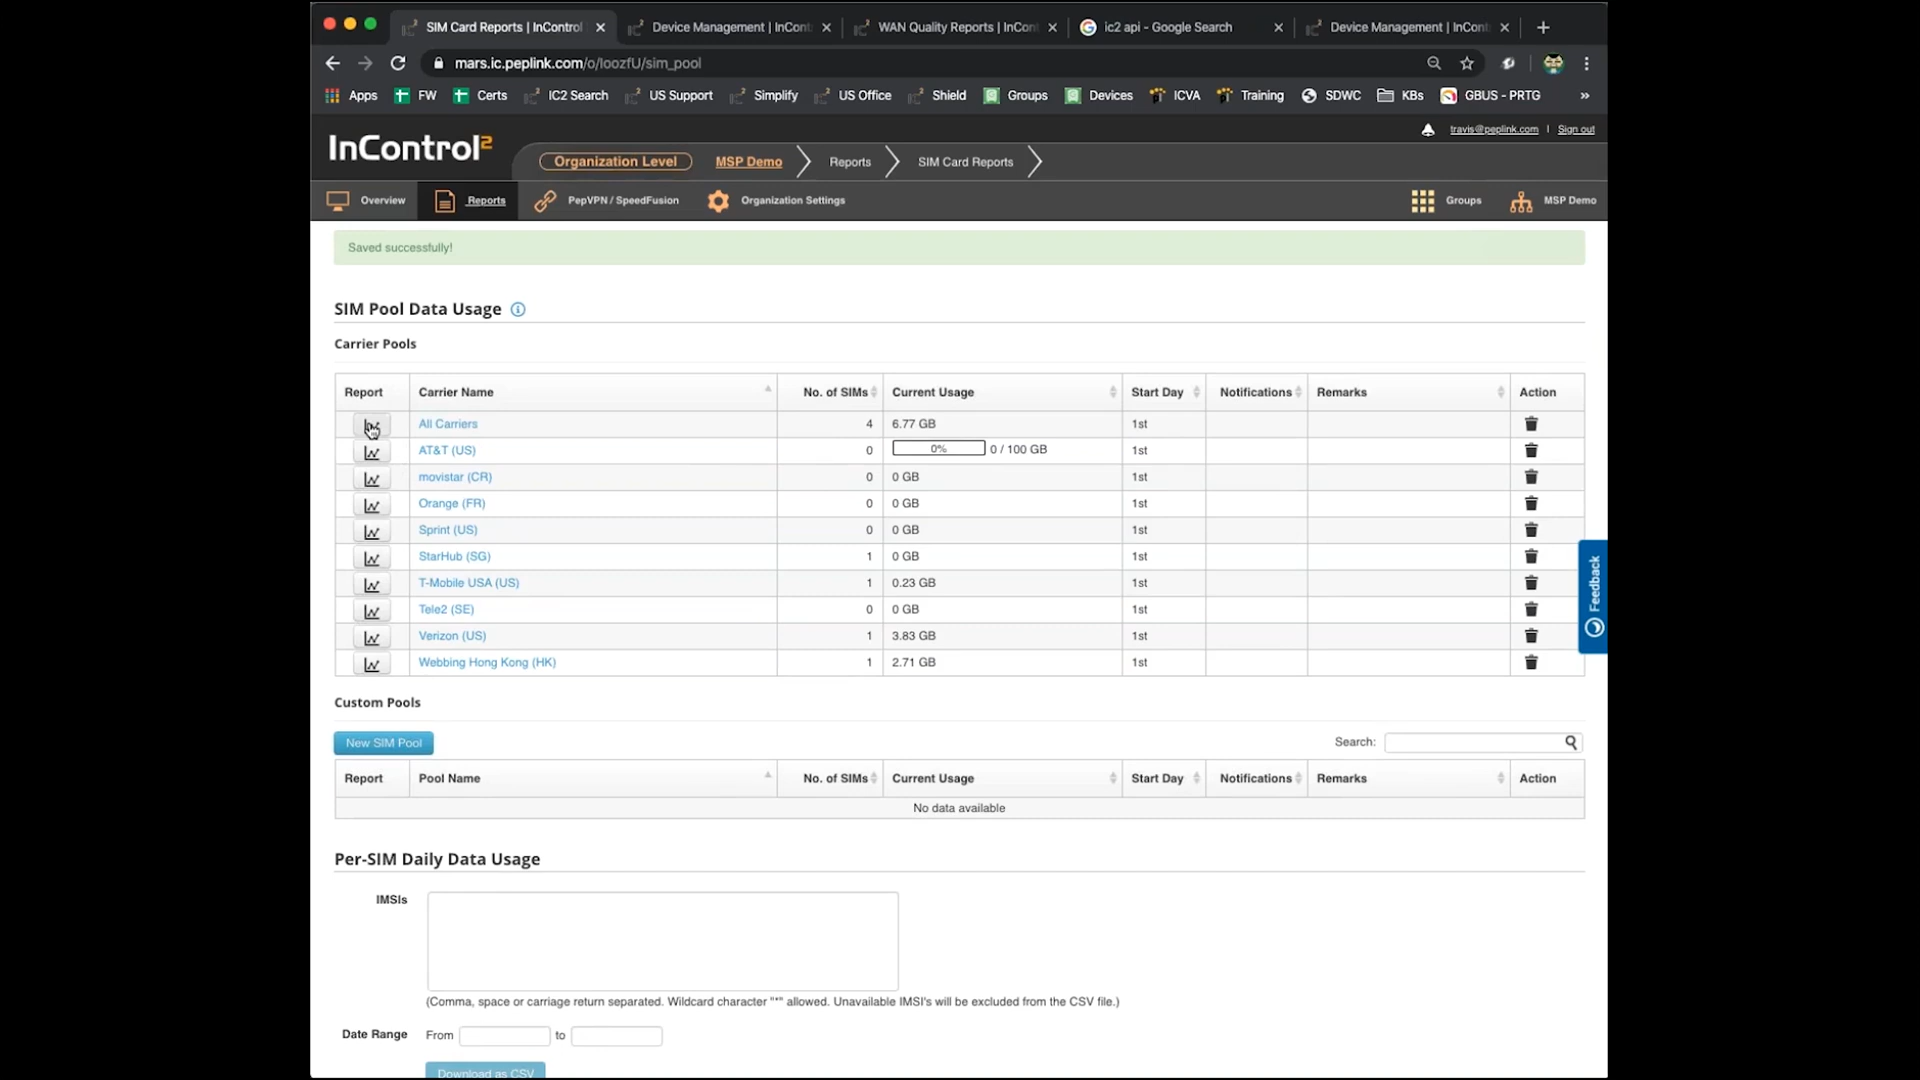 SIM Card Reports | InControl
Device Management | InCont
WAN Quality Reports | InCont
ic2 api - Google Search
Device Management | InCont
mars.ic.peplink.com/o/IoozfU/sim_pool
Apps FW Certs IC2 Search US Support Simplify US Office Shield Groups Devices ICVA Training SDWC KBs GBUS - PRTG »
travis@peplink.com | Sign out
InControl2 Organization Level MSP Demo Reports SIM Card Reports
Overview Reports PepVPN / SpeedFusion Organization Settings Groups MSP Demo
Saved successfully!
SIM Pool Data Usage
Carrier Pools
Report Carrier Name No. of SIMs Current Usage Start Day Notifications Remarks Action
All Carriers 4 6.77 GB 1st
AT&T (US) 0 0% 0 / 100 GB 1st
movistar (CR) 0 0 GB 1st
Orange (FR) 0 0 GB 1st
Sprint (US) 0 0 GB 1st
StarHub (SG) 1 0 GB 1st
T-Mobile USA (US) 1 0.23 GB 1st
Tele2 (SE) 0 0 GB 1st
Verizon (US) 1 3.83 GB 1st
Webbing Hong Kong (HK) 1 2.71 GB 1st
Feedback
Custom Pools
New SIM Pool Search:
Report Pool Name No. of SIMs Current Usage Start Day Notifications Remarks Action
No data available
Per-SIM Daily Data Usage
IMSIs
(Comma, space or carriage return separated. Wildcard character "*" allowed. Unavailable IMSI's will be excluded from the CSV file.)
Date Range From to
Download as CSV